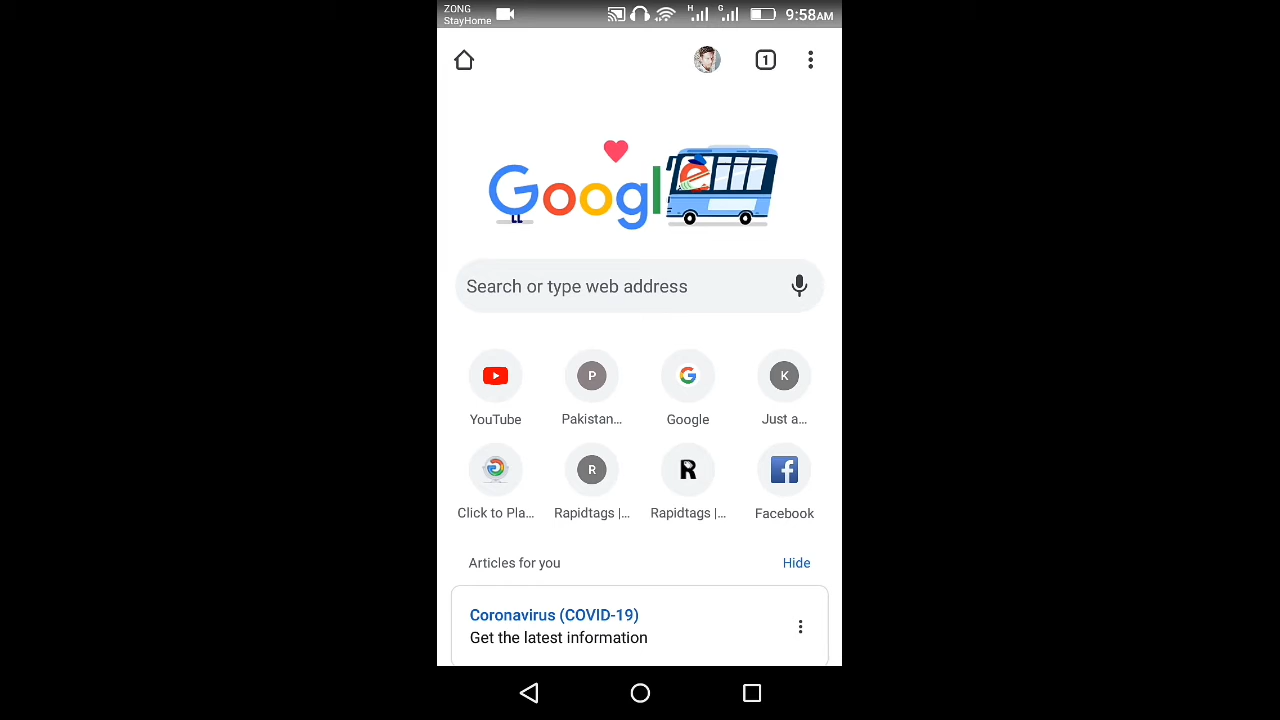 ZONG
StayHome
H
G
9:58AM
1
Google
Search or type web address
P
G
K
YouTube
Pakistan...
Google
Just a...
R
R
f
Click to Pla...
Rapidtags |...
Rapidtags |...
Facebook
Articles for you
Hide
Coronavirus (COVID-19)
Get the latest information